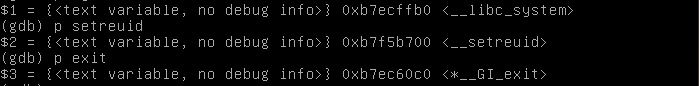 $1 = {<text variable, no debug info>} 0xb7ecffb0 <__libc_system>
(gdb) p setreuid
$2 = {<text variable, no debug info>} 0xb7f5b700 <__setreuid>
(gdb) p exit
$3 = {<text variable, no debug info>} 0xb7ec60c0 <*__GI_exit>